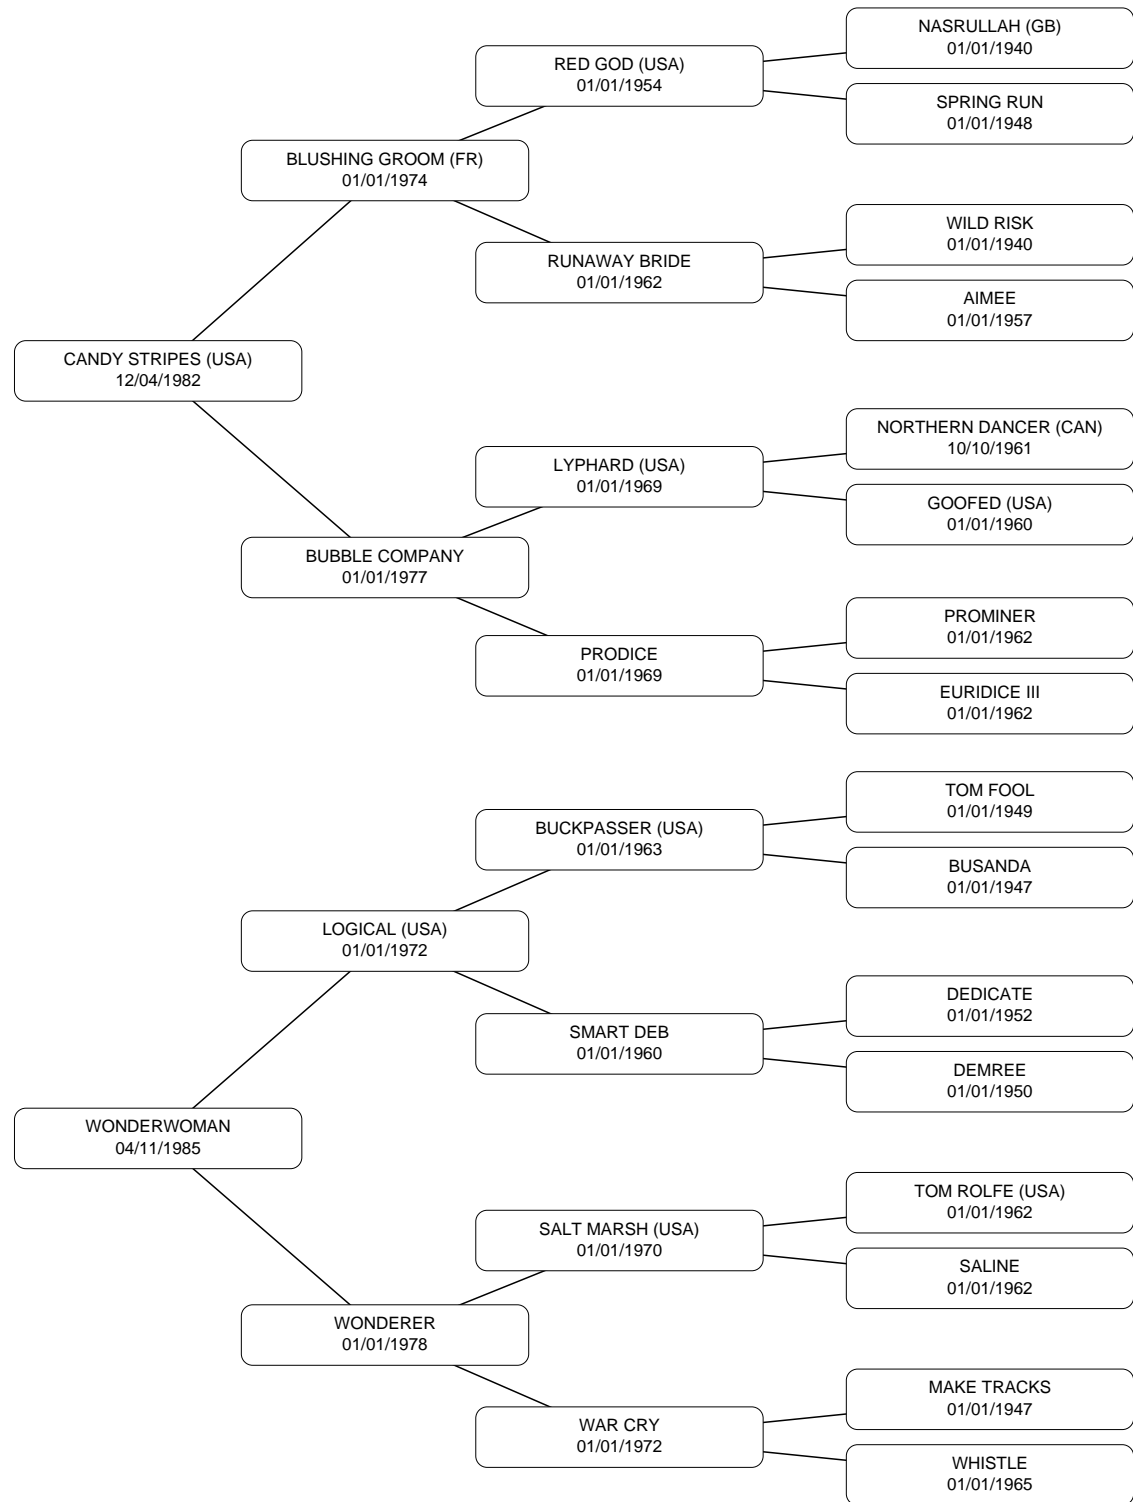 NASRULLAH (GB)
01/01/1940
RED GOD (USA)
01/01/1954
SPRING RUN
01/01/1948
BLUSHING GROOM (FR)
01/01/1974
WILD RISK
01/01/1940
RUNAWAY BRIDE
01/01/1962
AIMEE
01/01/1957
CANDY STRIPES (USA)
12/04/1982
NORTHERN DANCER (CAN)
10/10/1961
LYPHARD (USA)
01/01/1969
GOOFED (USA)
01/01/1960
BUBBLE COMPANY
01/01/1977
PROMINER
01/01/1962
PRODICE
01/01/1969
EURIDICE III
01/01/1962
TOM FOOL
01/01/1949
BUCKPASSER (USA)
01/01/1963
BUSANDA
01/01/1947
LOGICAL (USA)
01/01/1972
DEDICATE
01/01/1952
SMART DEB
01/01/1960
DEMREE
01/01/1950
WONDERWOMAN
04/11/1985
TOM ROLFE (USA)
01/01/1962
SALT MARSH (USA)
01/01/1970
SALINE
01/01/1962
WONDERER
01/01/1978
MAKE TRACKS
01/01/1947
WAR CRY
01/01/1972
WHISTLE
01/01/1965